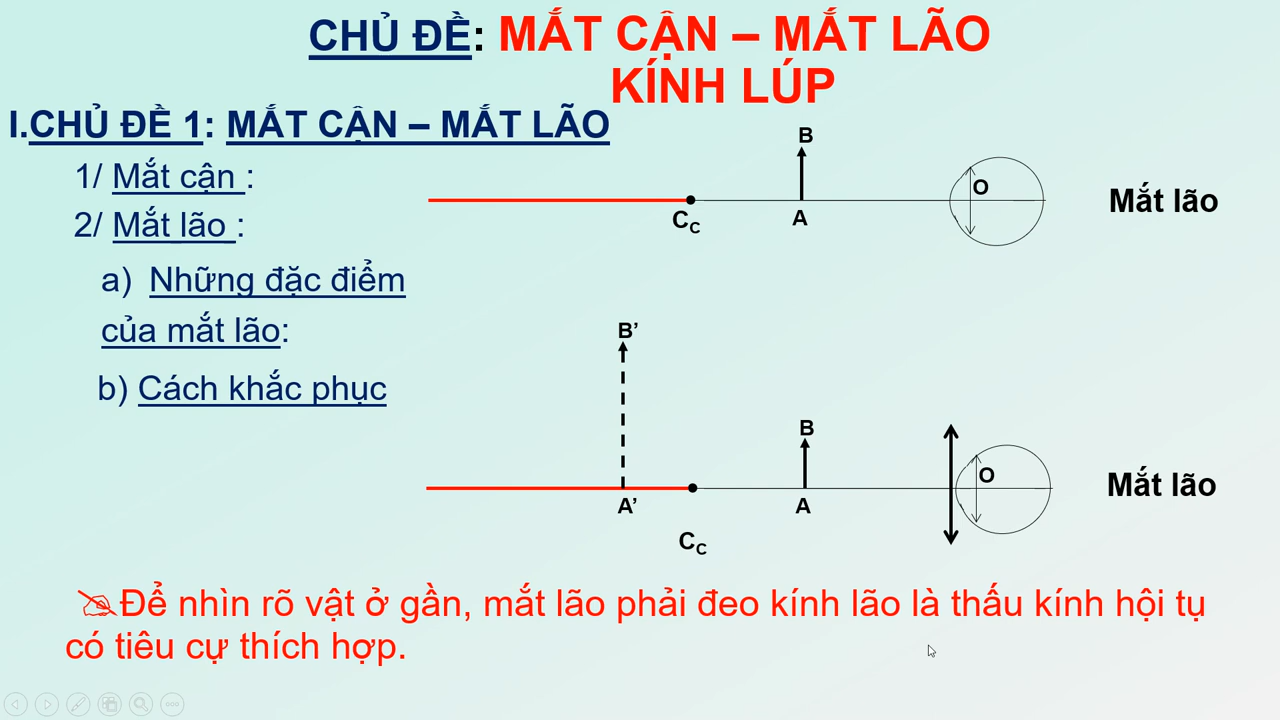 CHỦ ĐỀ: MẮT CẬN – MẮT LÃO
KÍNH LÚP
I.CHỦ ĐỀ 1: MẮT CẬN – MẮT LÃO
1/ Mắt cận :
2/ Mắt lão :
a) Những đặc điểm
của mắt lão:
b) Cách khắc phục
B
O
Mắt lão
CC
A
B'
B
O
Mắt lão
A'
A
CC
Để nhìn rõ vật ở gần, mắt lão phải đeo kính lão là thấu kính hội tụ
có tiêu cự thích hợp.